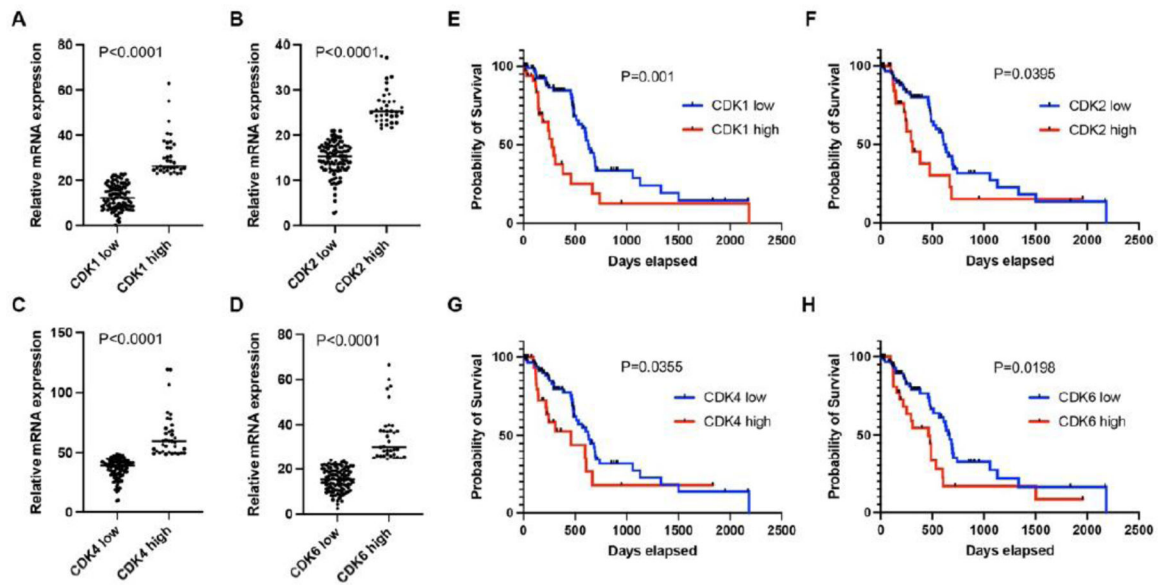 A
P<0.0001
Relative mRNA expression
80
60
40
20
0
CDK1 low
CDK1 high
B
P<0.0001
Relative mRNA expression
40
30
20
10
0
CDK2 low
CDK2 high
E
P=0.001
CDK1 low
CDK1 high
Probability of Survival
100
50
0
0
500
1000
1500
2000
2500
Days elapsed
F
P=0.0395
CDK2 low
CDK2 high
Probability of Survival
100
50
0
0
500
1000
1500
2000
2500
Days elapsed
C
P<0.0001
Relative mRNA expression
150
100
50
0
CDK4 low
CDK4 high
D
P<0.0001
Relative mRNA expression
80
60
40
20
0
CDK6 low
CDK6 high
G
P=0.0355
CDK4 low
CDK4 high
Probability of Survival
100
50
0
0
500
1000
1500
2000
2500
Days elapsed
H
P=0.0198
CDK6 low
CDK6 high
Probability of Survival
100
50
0
0
500
1000
1500
2000
2500
Days elapsed